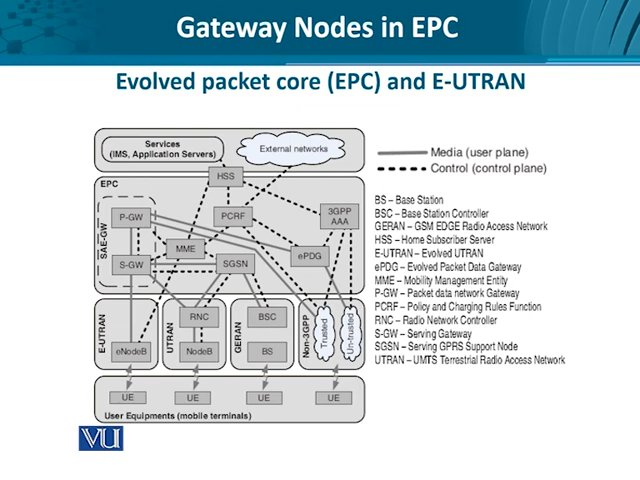 Gateway Nodes in EPC
Evolved packet core (EPC) and E-UTRAN
Services
(IMS, Application Servers)
External networks
HSS
EPC
SAE-GW
P-GW
PCRF
3GPP
AAA
MME
ePDG
S-GW
SGSN
E-UTRAN
eNodeB
UTRAN
RNC
NodeB
GERAN
BSC
BS
Non-3GPP
Trusted
Un-trusted
UE
UE
UE
UE
User Equipments (mobile terminals)
Media (user plane)
Control (control plane)
BS – Base Station
BSC – Base Station Controller
GERAN – GSM EDGE Radio Access Network
HSS – Home Subscriber Server
E-UTRAN – Evolved UTRAN
ePDG – Evolved Packet Data Gateway
MME – Mobility Management Entity
P-GW – Packet data network Gateway
PCRF – Policy and Charging Rules Function
RNC – Radio Network Controller
S-GW – Serving Gateway
SGSN – Serving GPRS Support Node
UTRAN – UMTS Terrestrial Radio Access Network
VU